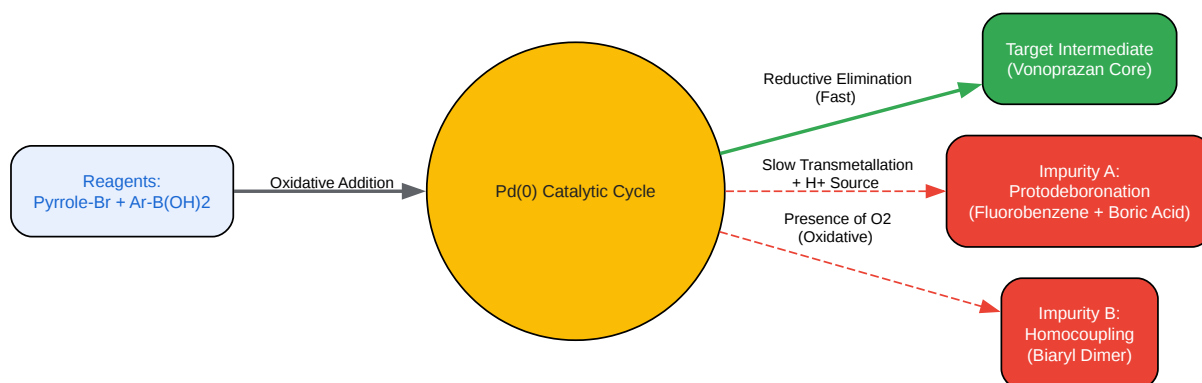 Reagents:
Pyrrole-Br + Ar-B(OH)2
Oxidative Addition
Pd(0) Catalytic Cycle
Reductive Elimination
(Fast)
Target Intermediate
(Vonoprazan Core)
Slow Transmetallation
+ H+ Source
Impurity A:
Protodeboronation
(Fluorobenzene + Boric Acid)
Presence of O2
(Oxidative)
Impurity B:
Homocoupling
(Biaryl Dimer)